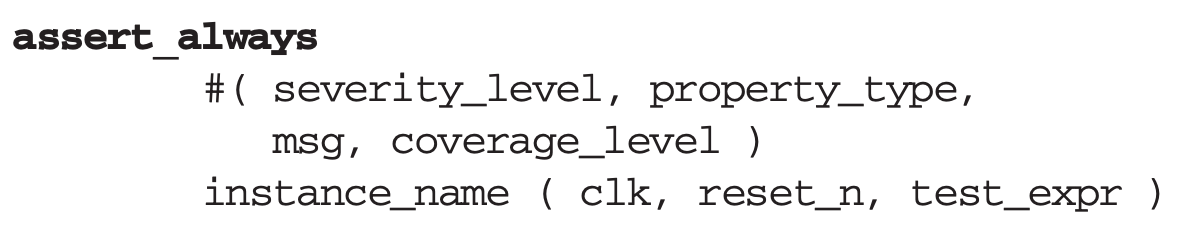 assert_always
#( severity_level, property_type,
msg, coverage_level )
instance_name ( clk, reset_n, test_expr )